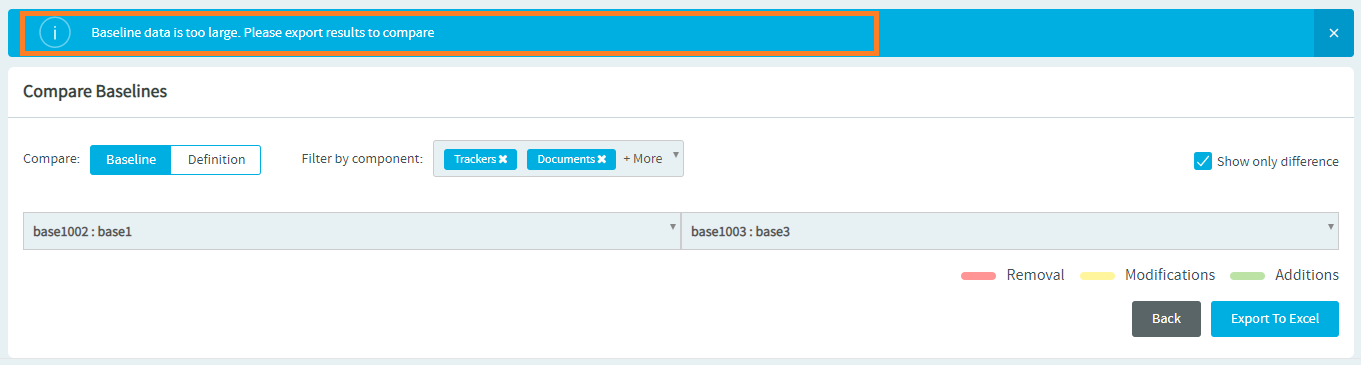 Baseline data is too large. Please export results to compare
Compare Baselines
Compare: Baseline Definition Filter by component: Trackers Documents + More Show only difference
base1002 : base1 base1003 : base3
Removal Modifications Additions
Back Export To Excel